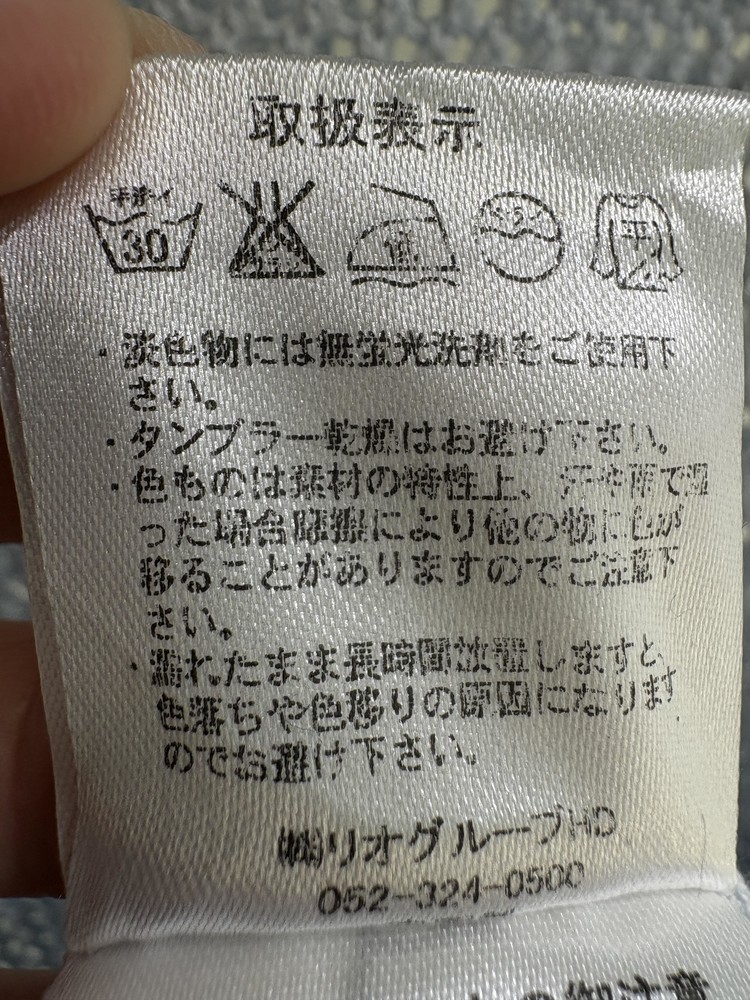 取扱表示
手洗イ
30
中
平
・淡色物には無蛍光洗剤をご使用下
さい。
・タンブラー乾燥はお避け下さい。
・色ものは素材の特性上、汗や雨で湿
った場合摩擦により他の物に色が
移ることがありますのでご注意下
さい。
・濡れたまま長時間放置しますと、
色落ちや色移りの原因になります
のでお避け下さい。
㈱リオグループHD
052-324-0500
の御注意